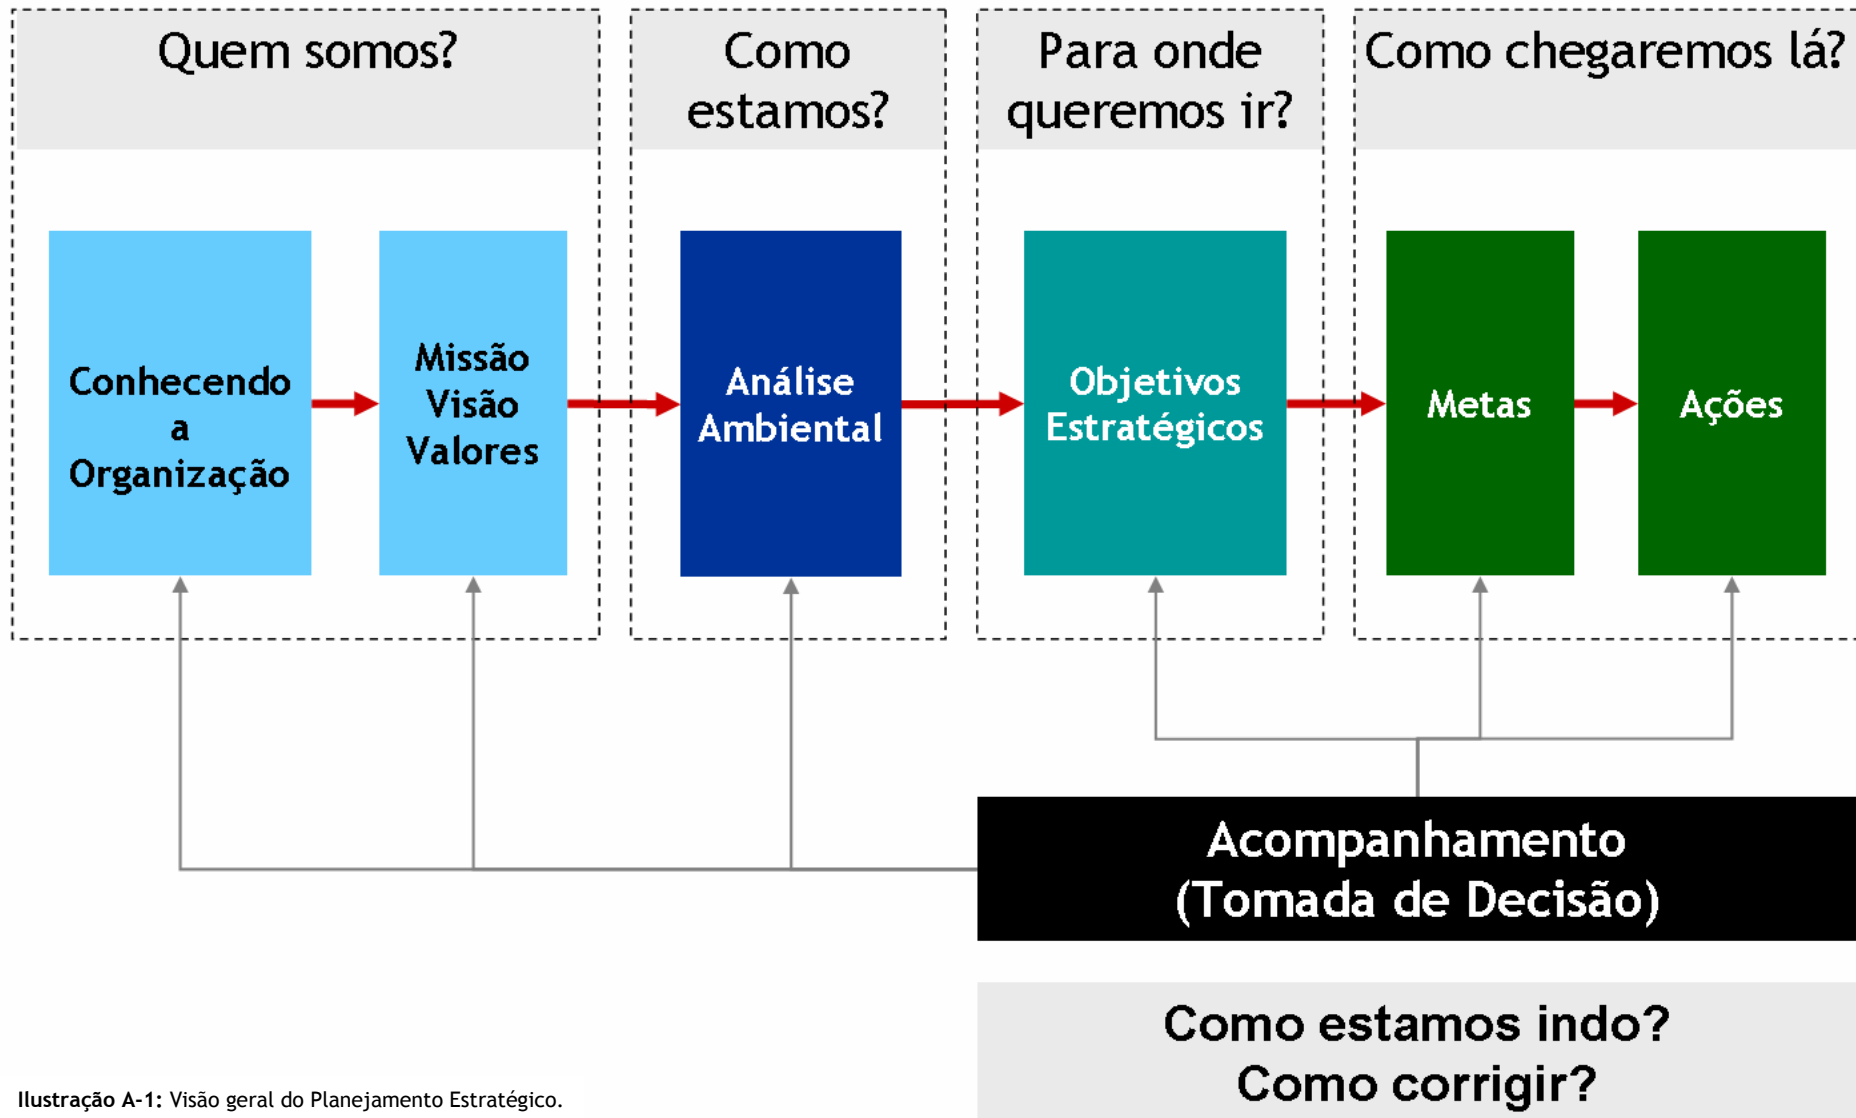 Quem somos?
Como
estamos?
Para onde
queremos ir?
Como chegaremos lá?
Conhecendo
a
Organização
Missão
Visão
Valores
Análise
Ambiental
Objetivos
Estratégicos
Metas
Ações
Acompanhamento
(Tomada de Decisão)
Como estamos indo?
Como corrigir?
Ilustração A-1: Visão geral do Planejamento Estratégico.